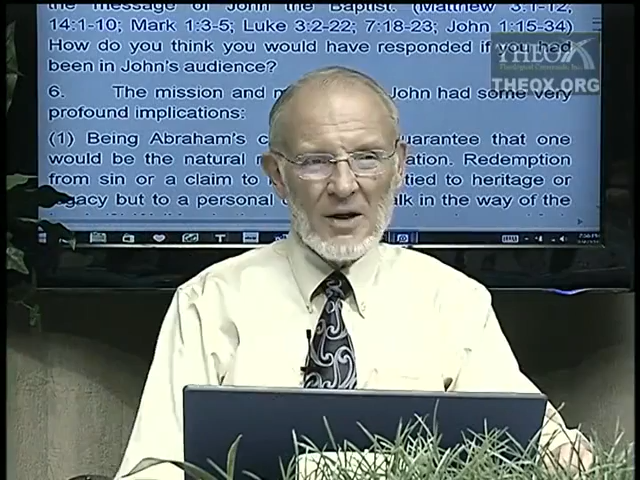 the message of John the Baptist. (Matthew 3:1-12;
14:1-10; Mark 1:3-5; Luke 3:2-22; 7:18-23; John 1:15-34)
How do you think you would have responded if you had
been in John's audience?
THEOX
THEOX.ORG
6. The mission and John had some very
profound implications:
(1) Being Abraham's guarantee that one
would be the natural Redemption
from sin or a claim to tied to heritage or
legacy but to a personal walk in the way of the